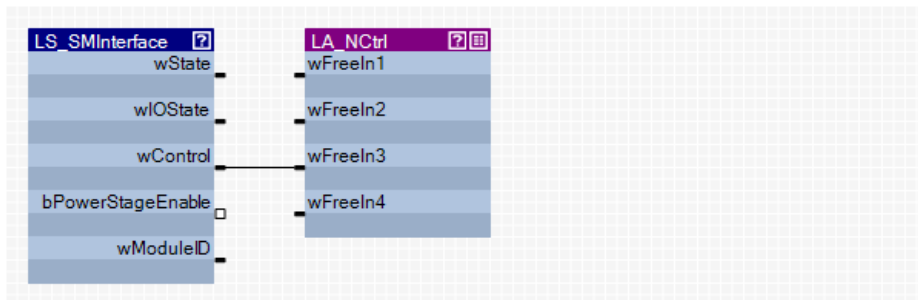 LS_SMInterface ?
wState
wIOState
wControl
bPowerStageEnable
wModuleID
LA_NCtrl ?
wFreeIn1
wFreeIn2
wFreeIn3
wFreeIn4